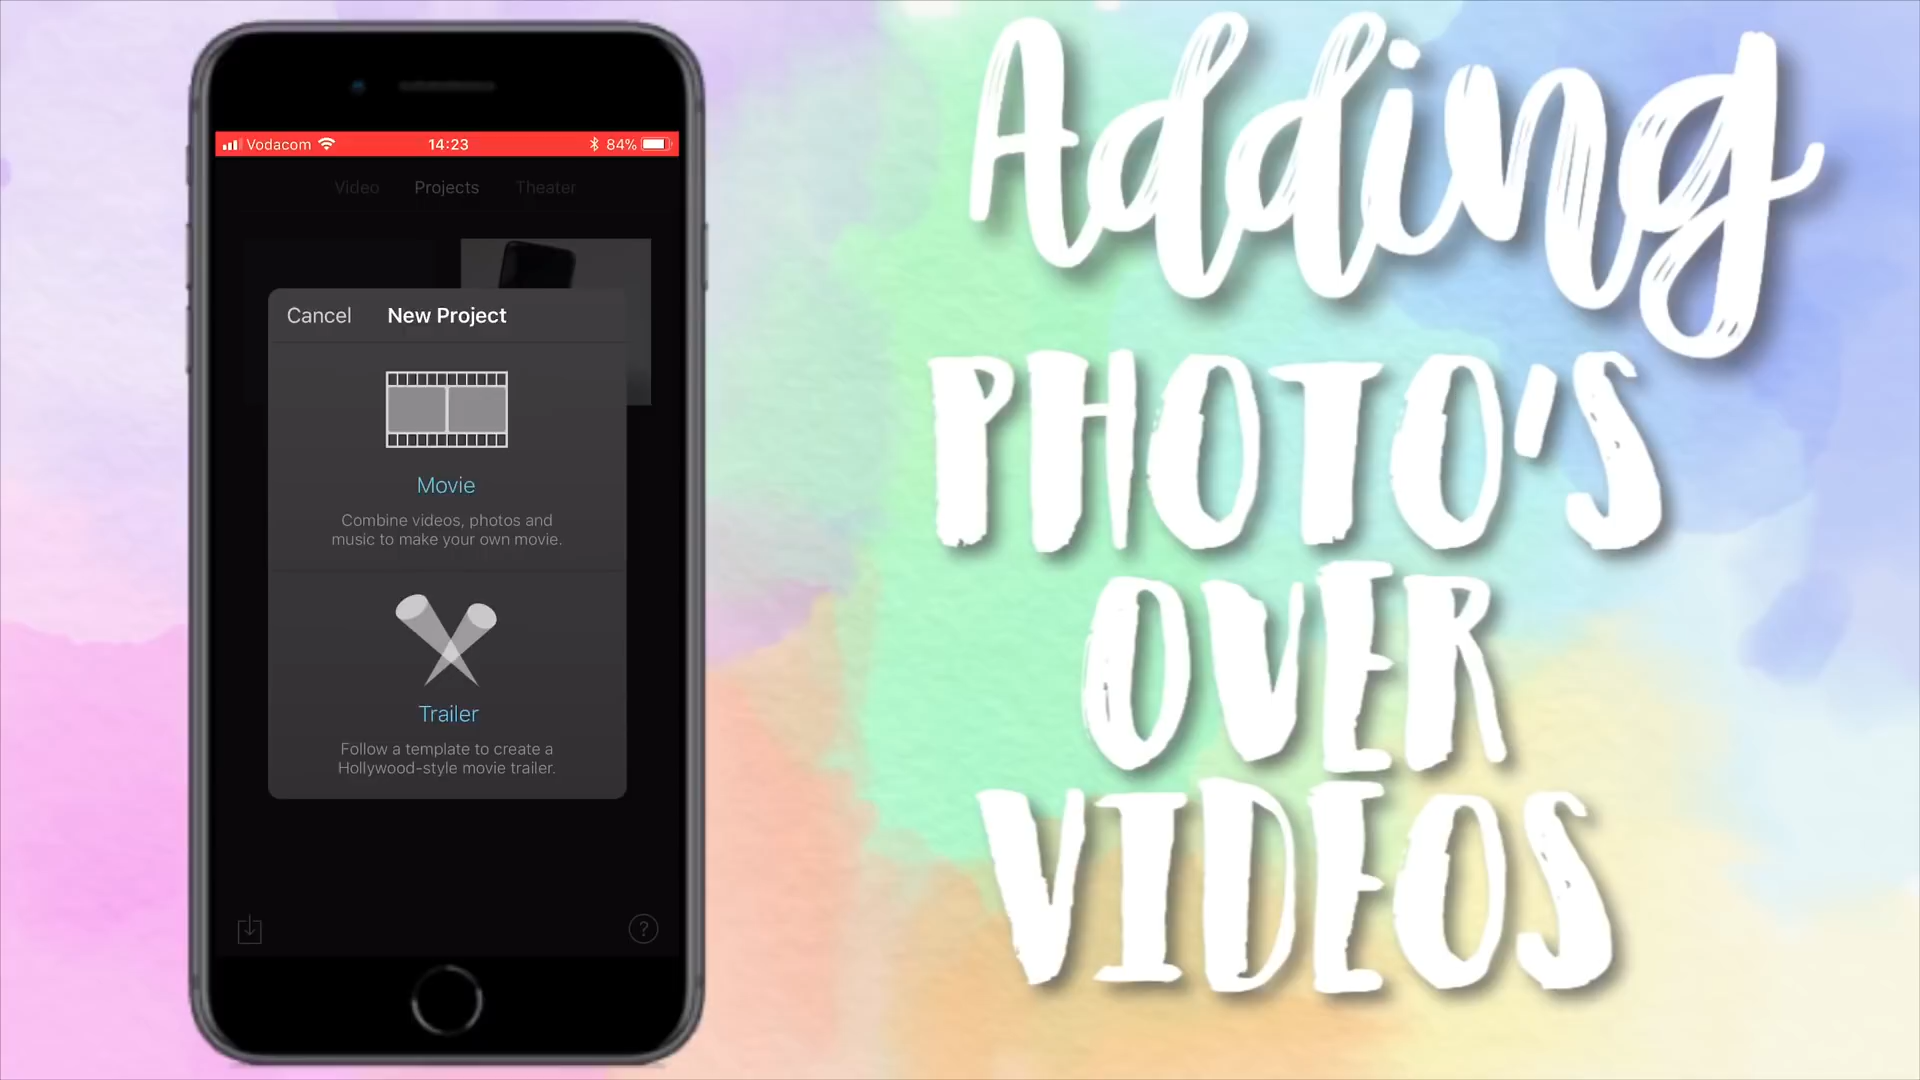 Vodacom 14:23 84%
Video Projects Theater
Cancel New Project
Movie
Combine videos, photos and
music to make your own movie.
Trailer
Follow a template to create a
Hollywood-style movie trailer.
?
Adding
PHOTO'S
OVER
VIDEOS